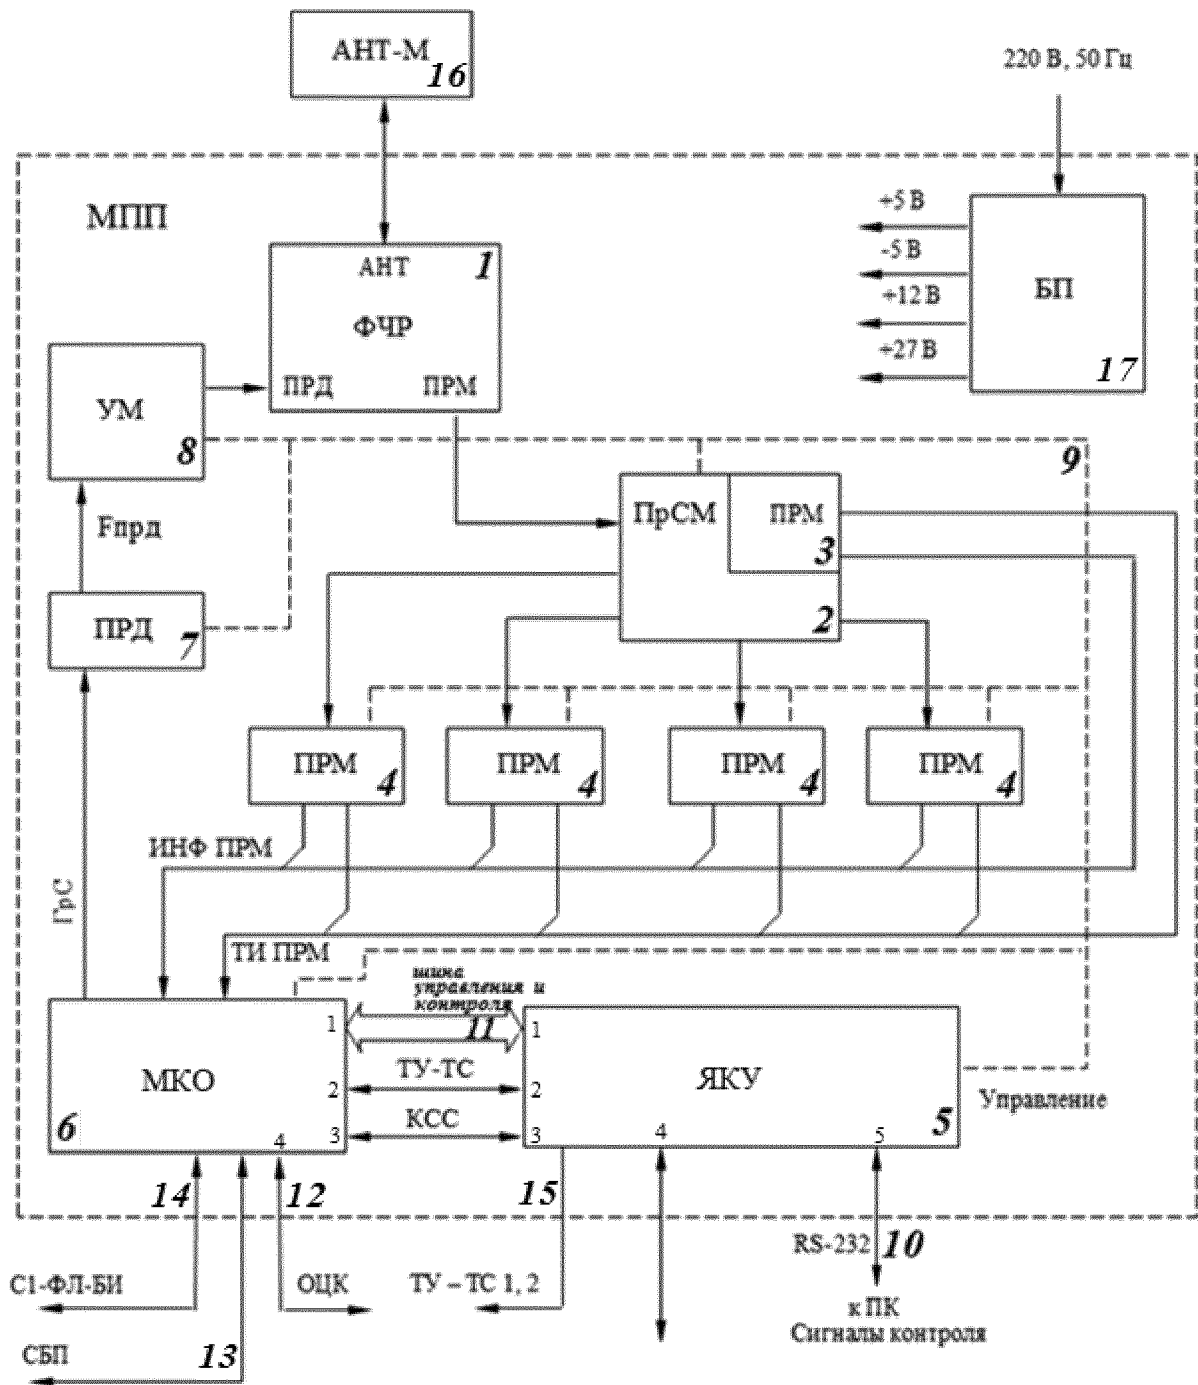 АНТ-М
16
220 В, 50 Гц
МПП
АНТ
1
ФЧР
ПРД
ПРМ
+5 В
-5 В
+12 В
+27 В
БП
17
УМ
8
9
Fпрд
ПрСМ
ПРМ
3
2
ПРД
7
ПРМ
4
ПРМ
4
ПРМ
4
ПРМ
4
ИНФ ПРМ
ГрС
ТИ ПРМ
шина
управления и
контроля
11
1
1
МКО
ТУ-ТС
ЯКУ
2
2
Управление
6
КСС
5
4
3
3
4
5
14
12
15
RS-232
10
С1-ФЛ-БИ
ОЦК
ТУ – ТС 1, 2
к ПК
Сигналы контроля
СБП
13